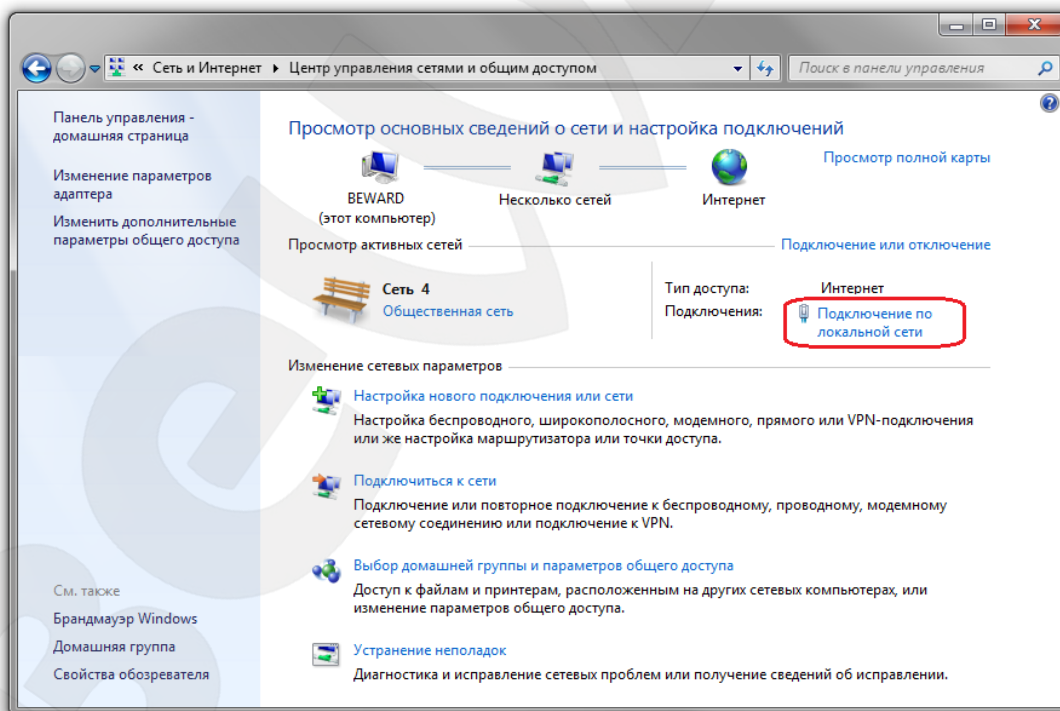 « Сеть и Интернет ▸ Центр управления сетями и общим доступом
Поиск в панели управления
Панель управления -
домашняя страница
Изменение параметров
адаптера
Изменить дополнительные
параметры общего доступа
Просмотр основных сведений о сети и настройка подключений
Просмотр полной карты
BEWARD
(этот компьютер)
Несколько сетей
Интернет
Просмотр активных сетей
Подключение или отключение
Сеть 4
Общественная сеть
Тип доступа: Интернет
Подключения: Подключение по
локальной сети
Изменение сетевых параметров
Настройка нового подключения или сети
Настройка беспроводного, широкополосного, модемного, прямого или VPN-подключения
или же настройка маршрутизатора или точки доступа.
Подключиться к сети
Подключение или повторное подключение к беспроводному, проводному, модемному
сетевому соединению или подключение к VPN.
Выбор домашней группы и параметров общего доступа
Доступ к файлам и принтерам, расположенным на других сетевых компьютерах, или
изменение параметров общего доступа.
Устранение неполадок
Диагностика и исправление сетевых проблем или получение сведений об исправлении.
См. также
Брандмауэр Windows
Домашняя группа
Свойства обозревателя